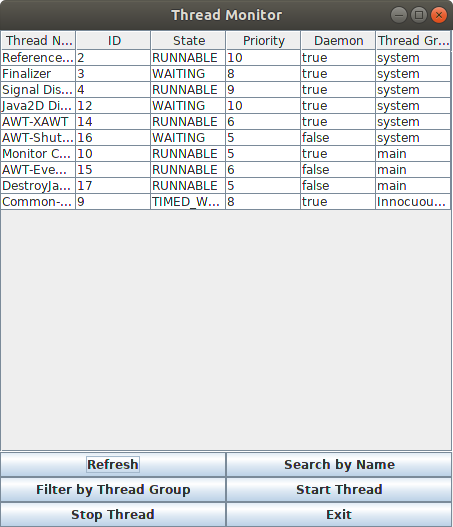 Thread Monitor
Thread N... ID State Priority Daemon Thread Gr...
Reference... 2 RUNNABLE 10 true system
Finalizer 3 WAITING 8 true system
Signal Dis... 4 RUNNABLE 9 true system
Java2D Di... 12 WAITING 10 true system
AWT-XAWT 14 RUNNABLE 6 true system
AWT-Shut... 16 WAITING 5 false system
Monitor C... 10 RUNNABLE 5 true main
AWT-Eve... 15 RUNNABLE 6 false main
DestroyJa... 17 RUNNABLE 5 false main
Common-... 9 TIMED_W... 8 true Innocuou...
Refresh Search by Name
Filter by Thread Group Start Thread
Stop Thread Exit